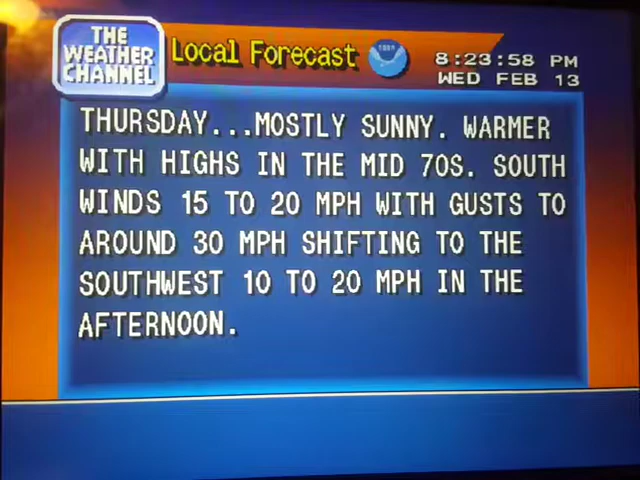 THE
WEATHER
CHANNEL
Local Forecast
8:23:58 PM
WED FEB 13
THURSDAY...MOSTLY SUNNY. WARMER
WITH HIGHS IN THE MID 70S. SOUTH
WINDS 15 TO 20 MPH WITH GUSTS TO
AROUND 30 MPH SHIFTING TO THE
SOUTHWEST 10 TO 20 MPH IN THE
AFTERNOON.